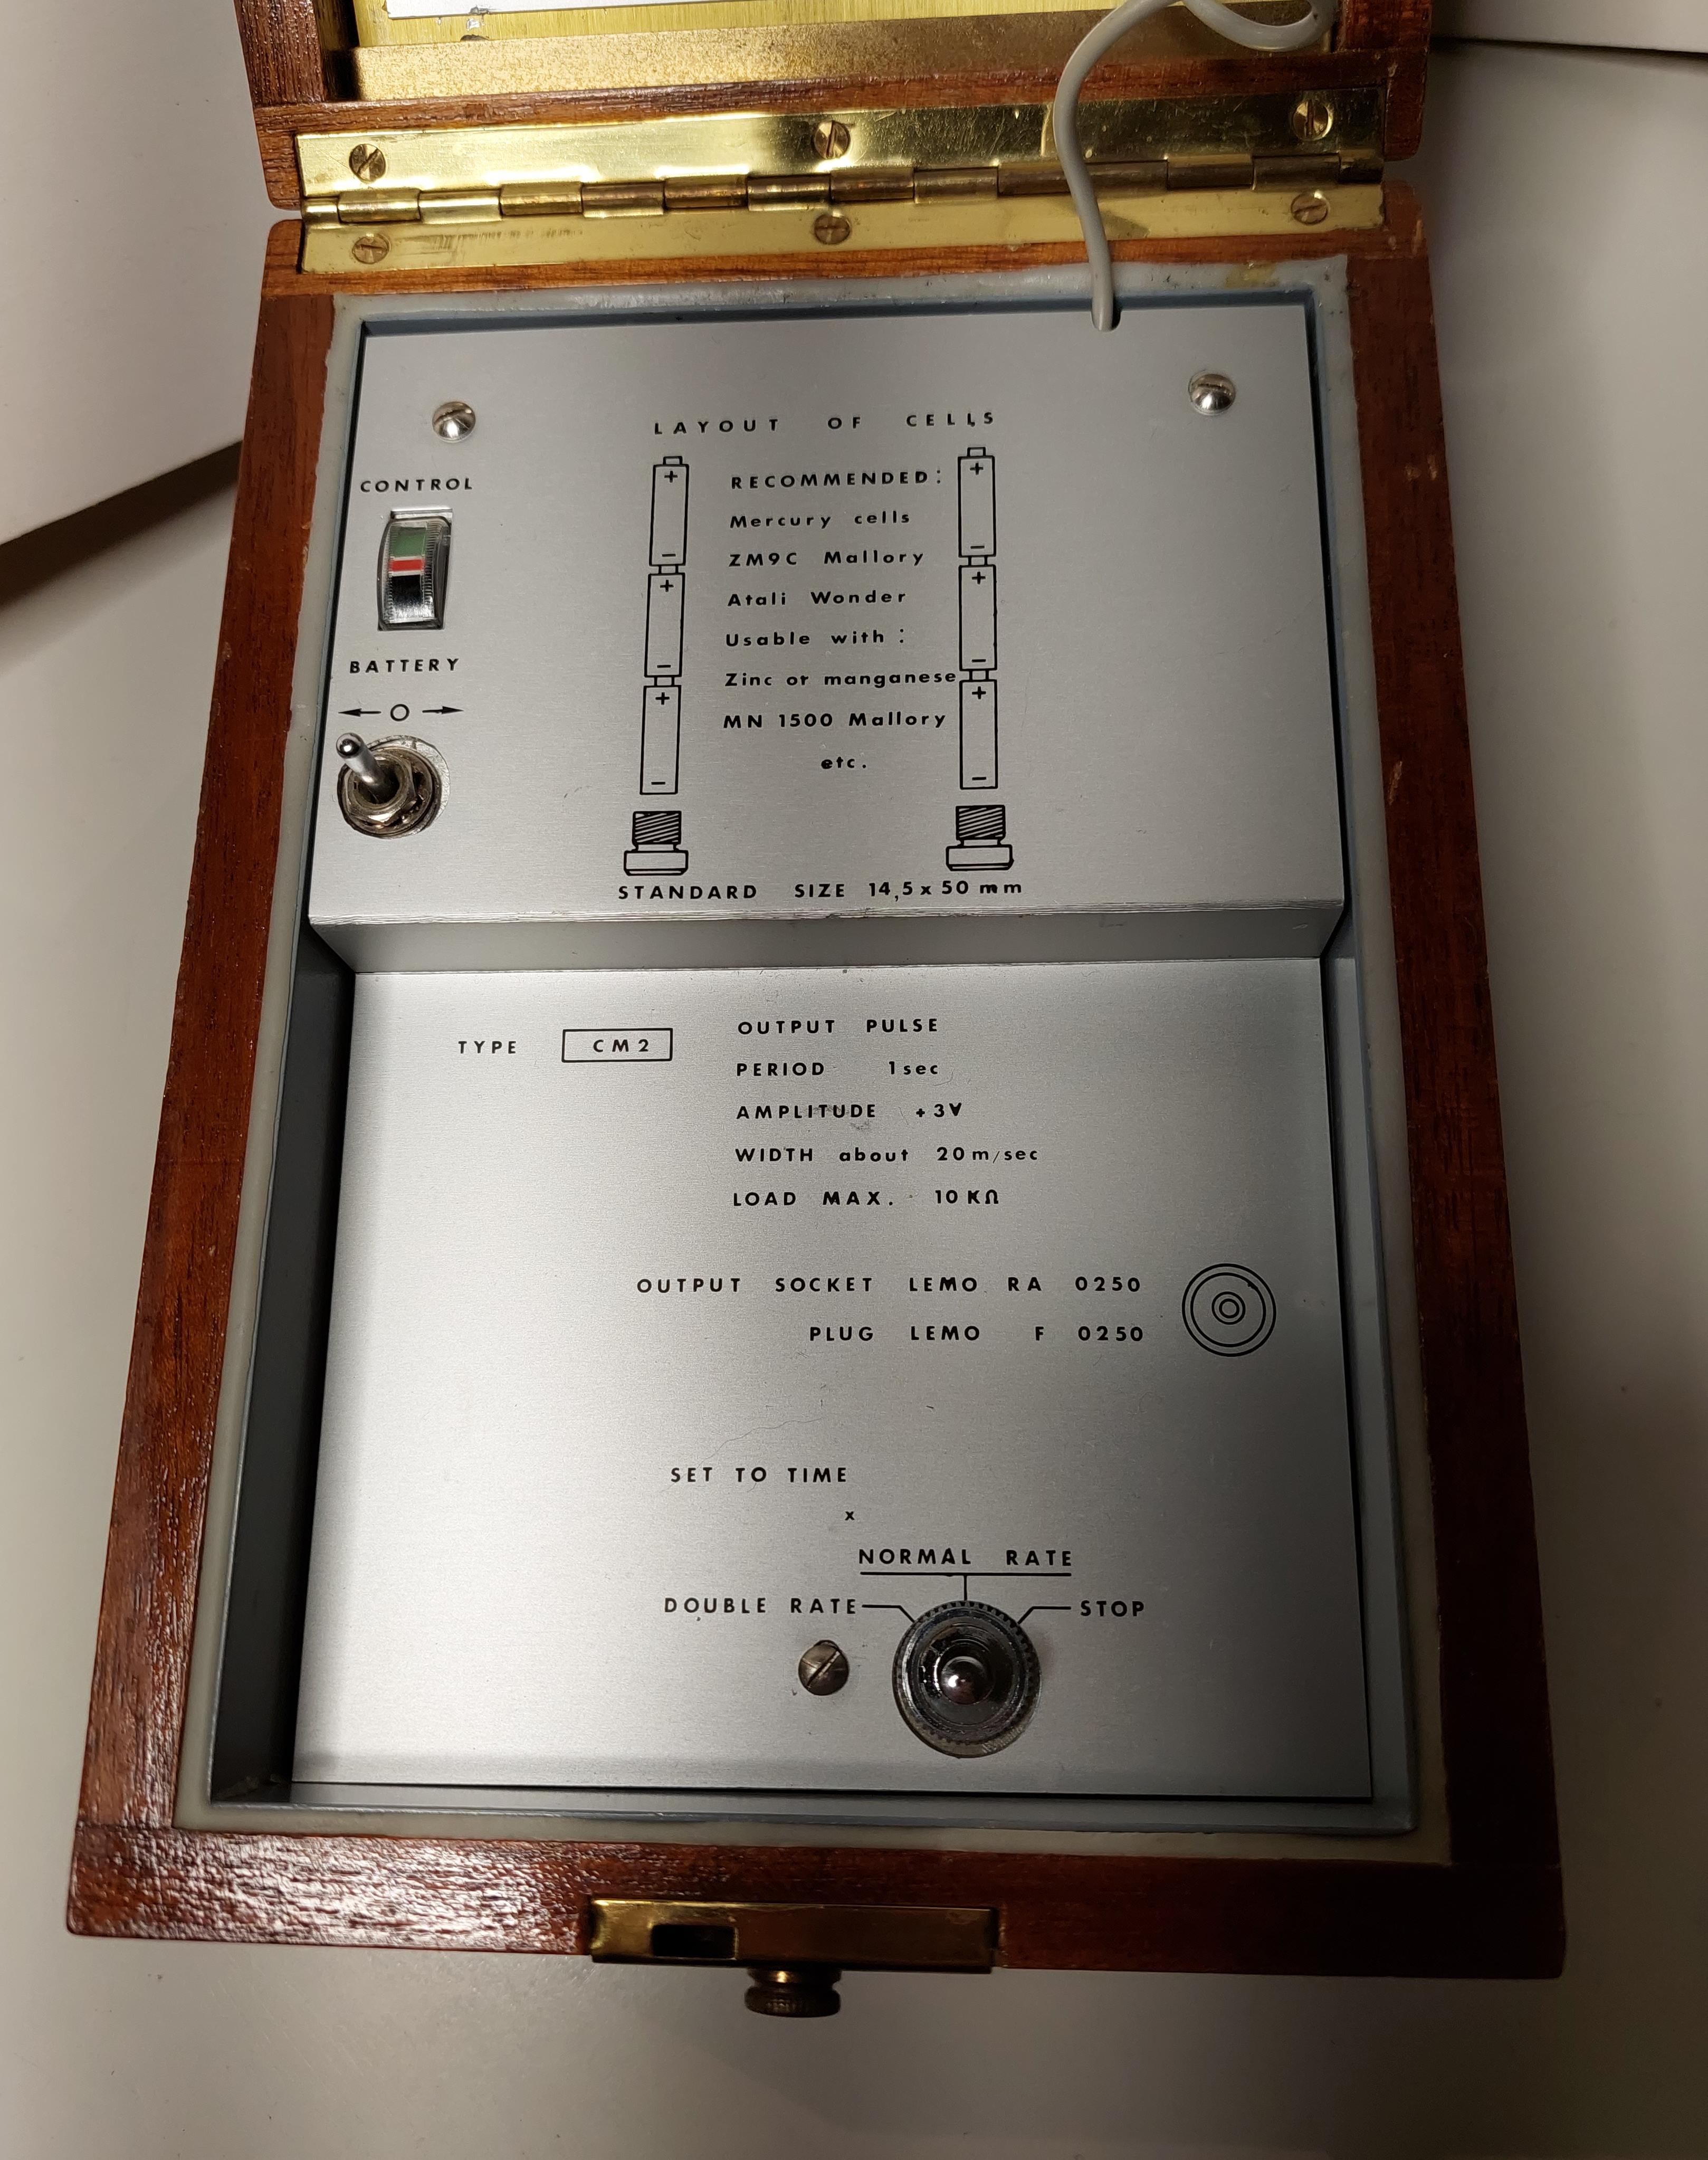 LAYOUT OF CELLS
CONTROL
BATTERY
+
+
RECOMMENDED:
Mercury cells
ZM9C Mallory
Atali Wonder
Usable with :
Zinc or manganese
MN 1500 Mallory
etc.
STANDARD SIZE 14,5 x 50 mm
TYPE CM2
OUTPUT PULSE
PERIOD 1 sec
AMPLITUDE +3V
WIDTH about 20 m/sec
LOAD MAX. 10 KΩ
OUTPUT SOCKET LEMO RA 0250
PLUG LEMO F 0250
SET TO TIME
x
NORMAL RATE
DOUBLE RATE
STOP